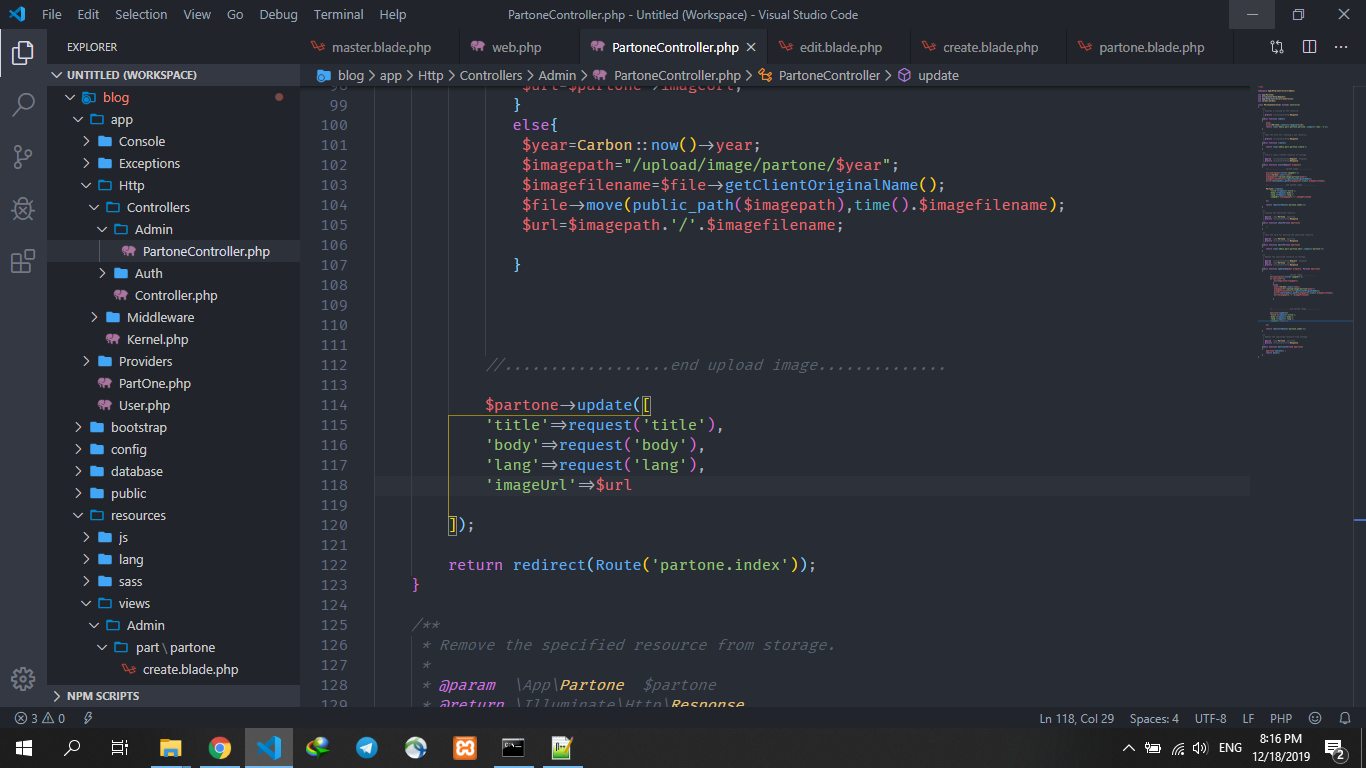 File Edit Selection View Go Debug Terminal Help PartoneController.php - Untitled (Workspace) - Visual Studio Code
EXPLORER
master.blade.php web.php PartoneController.php edit.blade.php create.blade.php partone.blade.php
blog > app > Http > Controllers > Admin > PartoneController.php > PartoneController > update
UNTITLED (WORKSPACE)
blog
app
Console
Exceptions
Http
Controllers
Admin
PartoneController.php
Auth
Controller.php
Middleware
Kernel.php
Providers
PartOne.php
User.php
bootstrap
config
database
public
resources
js
lang
sass
views
Admin
part \ partone
create.blade.php
NPM SCRIPTS
98 $url=$partone->imageUrl;
99 }
100 else{
101 $year=Carbon::now()->year;
102 $imagepath="/upload/image/partone/$year";
103 $imagefilename=$file->getClientOriginalName();
104 $file->move(public_path($imagepath),time().$imagefilename);
105 $url=$imagepath.'/'.$imagefilename;
106
107 }
108
109
110
111
112 //..................end upload image..............
113
114 $partone->update([
115 'title'=>request('title'),
116 'body'=>request('body'),
117 'lang'=>request('lang'),
118 'imageUrl'=>$url
119
120 ]);
121
122 return redirect(Route('partone.index'));
123 }
124
125 /**
126 * Remove the specified resource from storage.
127 *
128 * @param \App\Partone $partone
129 * @return \Illuminate\Http\Response
3 0 Ln 118, Col 29 Spaces: 4 UTF-8 LF PHP
ENG 8:16 PM
12/18/2019
2